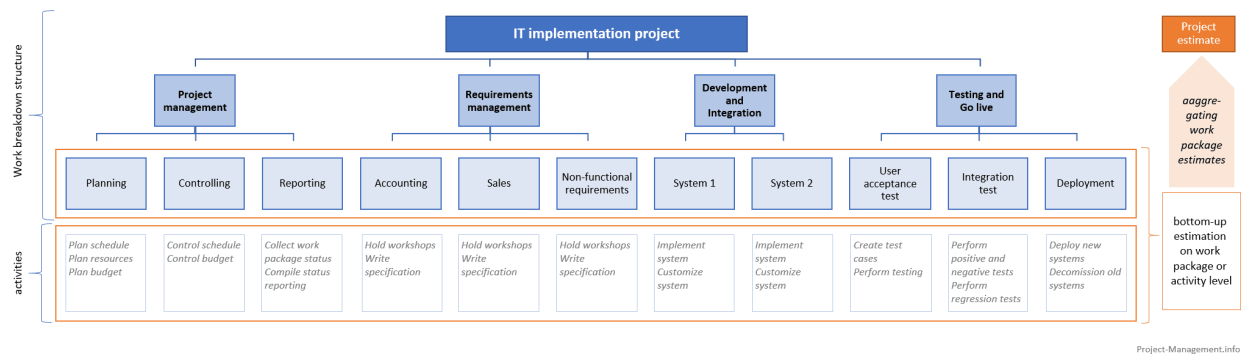 IT implementation project
Project
estimate
Work breakdown structure
Project
management
Requirements
management
Development
and
Integration
Testing and
Go live
aaggre-
gating
work
package
estimates
Planning
Controlling
Reporting
Accounting
Sales
Non-functional
requirements
System 1
System 2
User
acceptance
test
Integration
test
Deployment
activities
Plan schedule
Plan resources
Plan budget
Control schedule
Control budget
Collect work
package status
Compile status
reporting
Hold workshops
Write
specification
Hold workshops
Write
specification
Hold workshops
Write
specification
Implement
system
Customize
system
Implement
system
Customize
system
Create test
cases
Perform testing
Perform
positive and
negative tests
Perform
regression tests
Deploy new
systems
Decomission old
systems
bottom-up
estimation
on work
package or
activity level
Project-Management.info